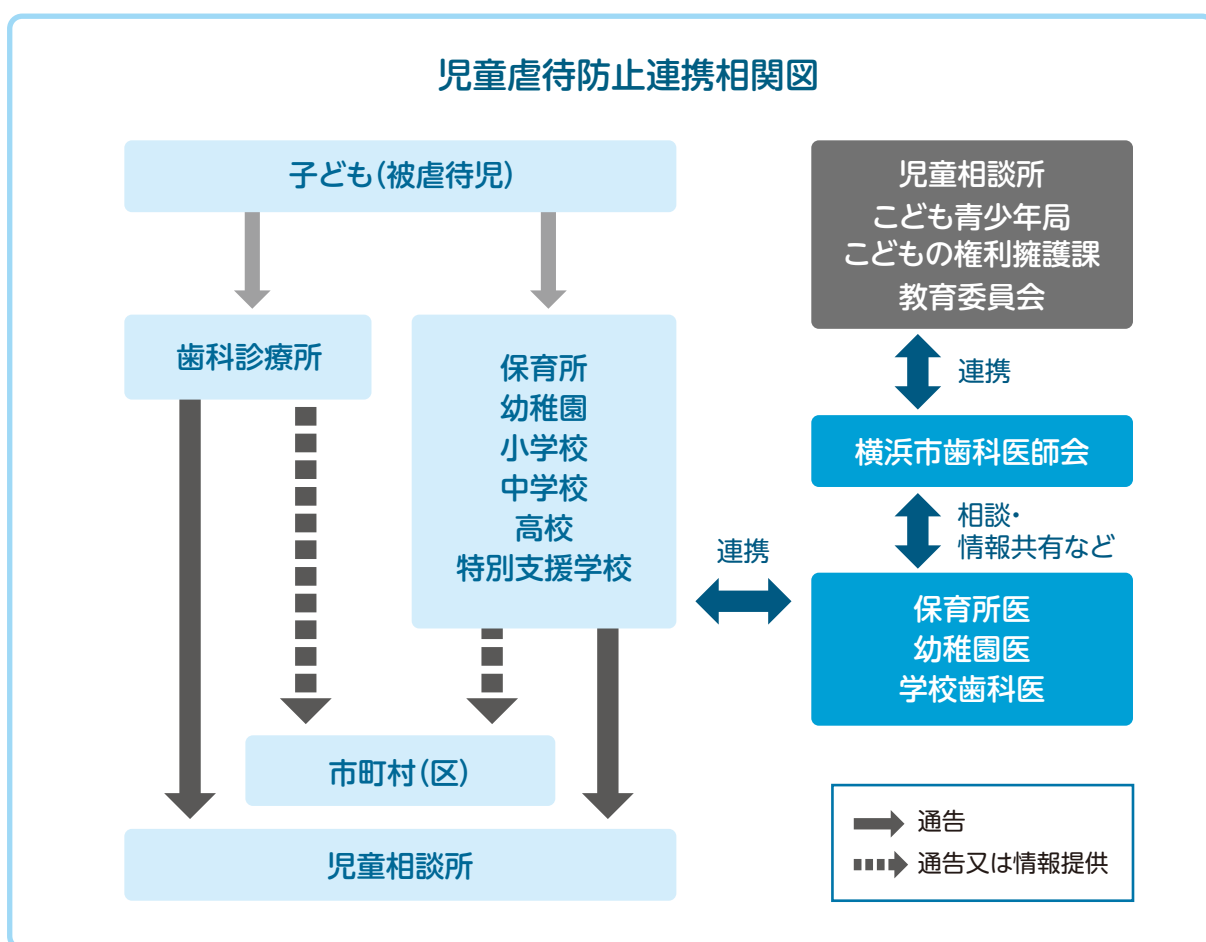 児童虐待防止連携相関図
子ども(被虐待児)
歯科診療所
保育所
幼稚園
小学校
中学校
高校
特別支援学校
市町村(区)
児童相談所
児童相談所
こども青少年局
こどもの権利擁護課
教育委員会
連携
横浜市歯科医師会
相談・
情報共有など
連携
保育所医
幼稚園医
学校歯科医
通告
通告又は情報提供